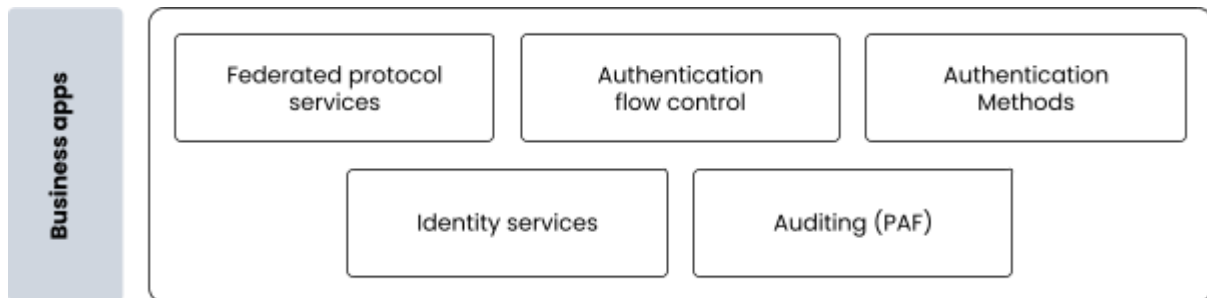 Business apps
Federated protocol
services
Authentication
flow control
Authentication
Methods
Identity services
Auditing (PAF)